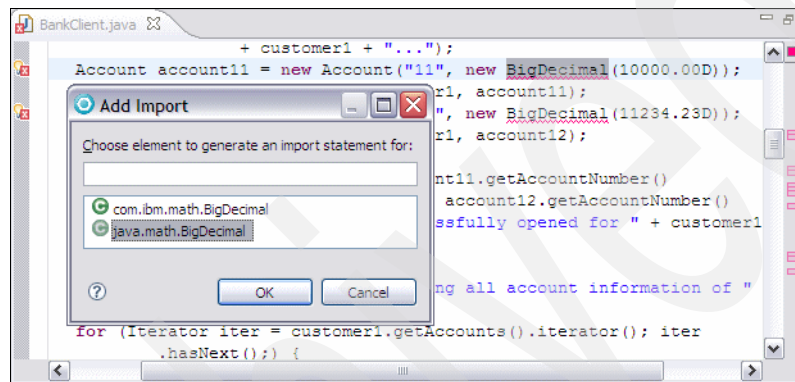 BankClient.java
+ customer1 + "...");
Account account11 = new Account("11", new BigDecimal(10000.00D));
Add Import
r1, account11);
", new BigDecimal(11234.23D));
Choose element to generate an import statement for:
r1, account12);
nt11.getAccountNumber()
com.ibm.math.BigDecimal
account12.getAccountNumber()
java.math.BigDecimal
ssfully opened for " + customer1
OK
Cancel
ng all account information of "
for (Iterator iter = customer1.getAccounts().iterator(); iter
.hasNext();) {